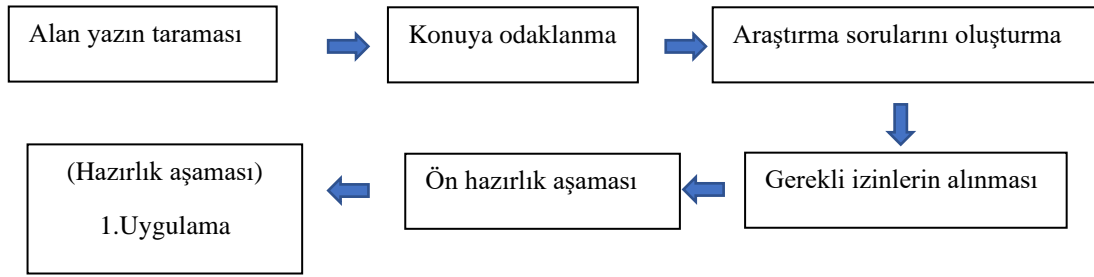 Alan yazın taraması
Konuya odaklanma
Araştırma sorularını oluşturma
Gerekli izinlerin alınması
Ön hazırlık aşaması
(Hazırlık aşaması)
1.Uygulama